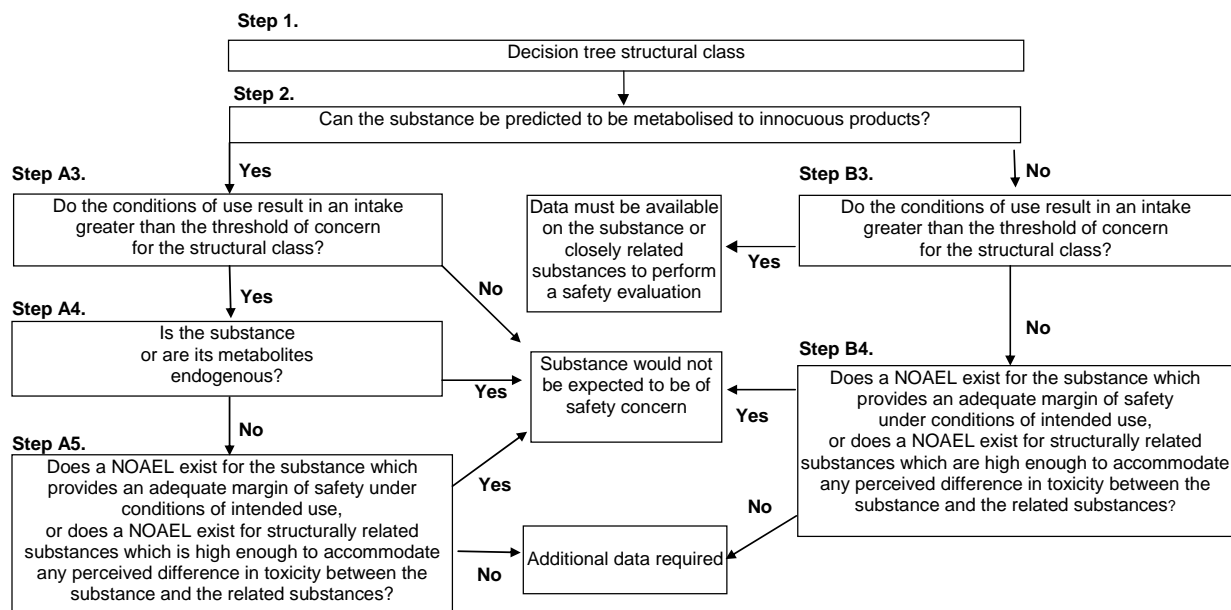 Step 1.
Decision tree structural class
Step 2.
Can the substance be predicted to be metabolised to innocuous products?
Step A3.
Yes
Do the conditions of use result in an intake
greater than the threshold of concern
for the structural class?
No
Step B3.
Do the conditions of use result in an intake
greater than the threshold of concern
for the structural class?
Yes
Data must be available
on the substance or
closely related
substances to perform
a safety evaluation
Yes
No
No
Step A4.
Is the substance
or are its metabolites
endogenous?
Yes
Substance would not
be expected to be of
safety concern
No
Step A5.
Does a NOAEL exist for the substance which
provides an adequate margin of safety under
conditions of intended use,
or does a NOAEL exist for structurally related
substances which is high enough to accommodate
any perceived difference in toxicity between the
substance and the related substances?
Yes
No
Step B4.
Does a NOAEL exist for the substance which
provides an adequate margin of safety
under conditions of intended use,
or does a NOAEL exist for structurally related
substances which are high enough to accommodate
any perceived difference in toxicity between the
substance and the related substances?
Yes
No
Additional data required